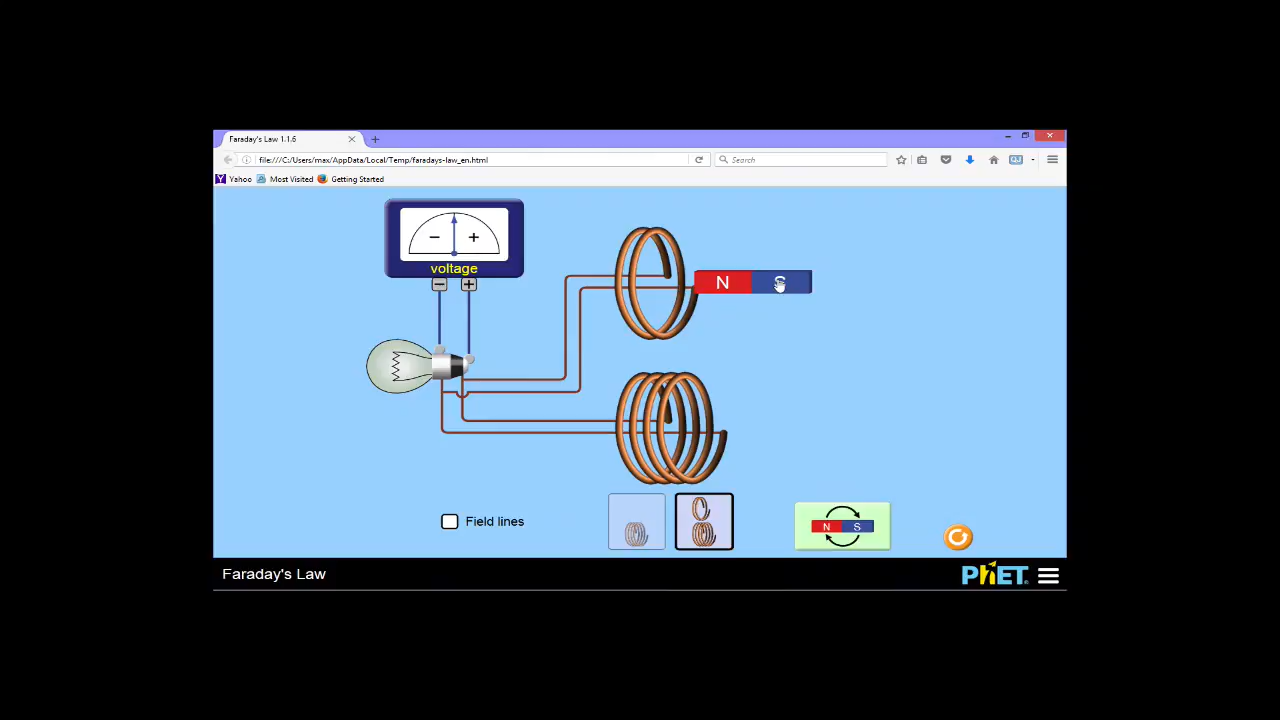 Faraday's Law 1.1.6
file:///C:/Users/max/AppData/Local/Temp/faradays-law_en.html
Search
Yahoo Most Visited Getting Started
− +
voltage
− +
N S
Field lines
N S
Faraday's Law
PhET